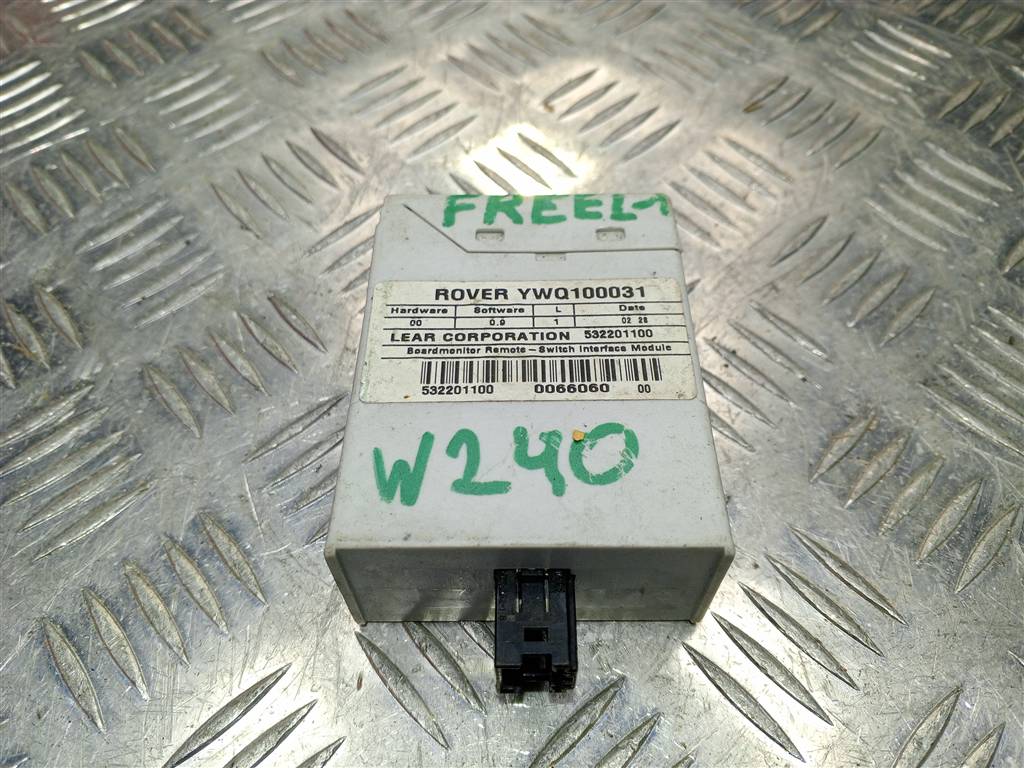 FREEL-1
ROVER YWQ100031
Hardware Software L Date
00 0.9 1 02 28
LEAR CORPORATION 532201100
Boardmonitor Remote-Switch Interface Module
532201100 0066060 00
W240